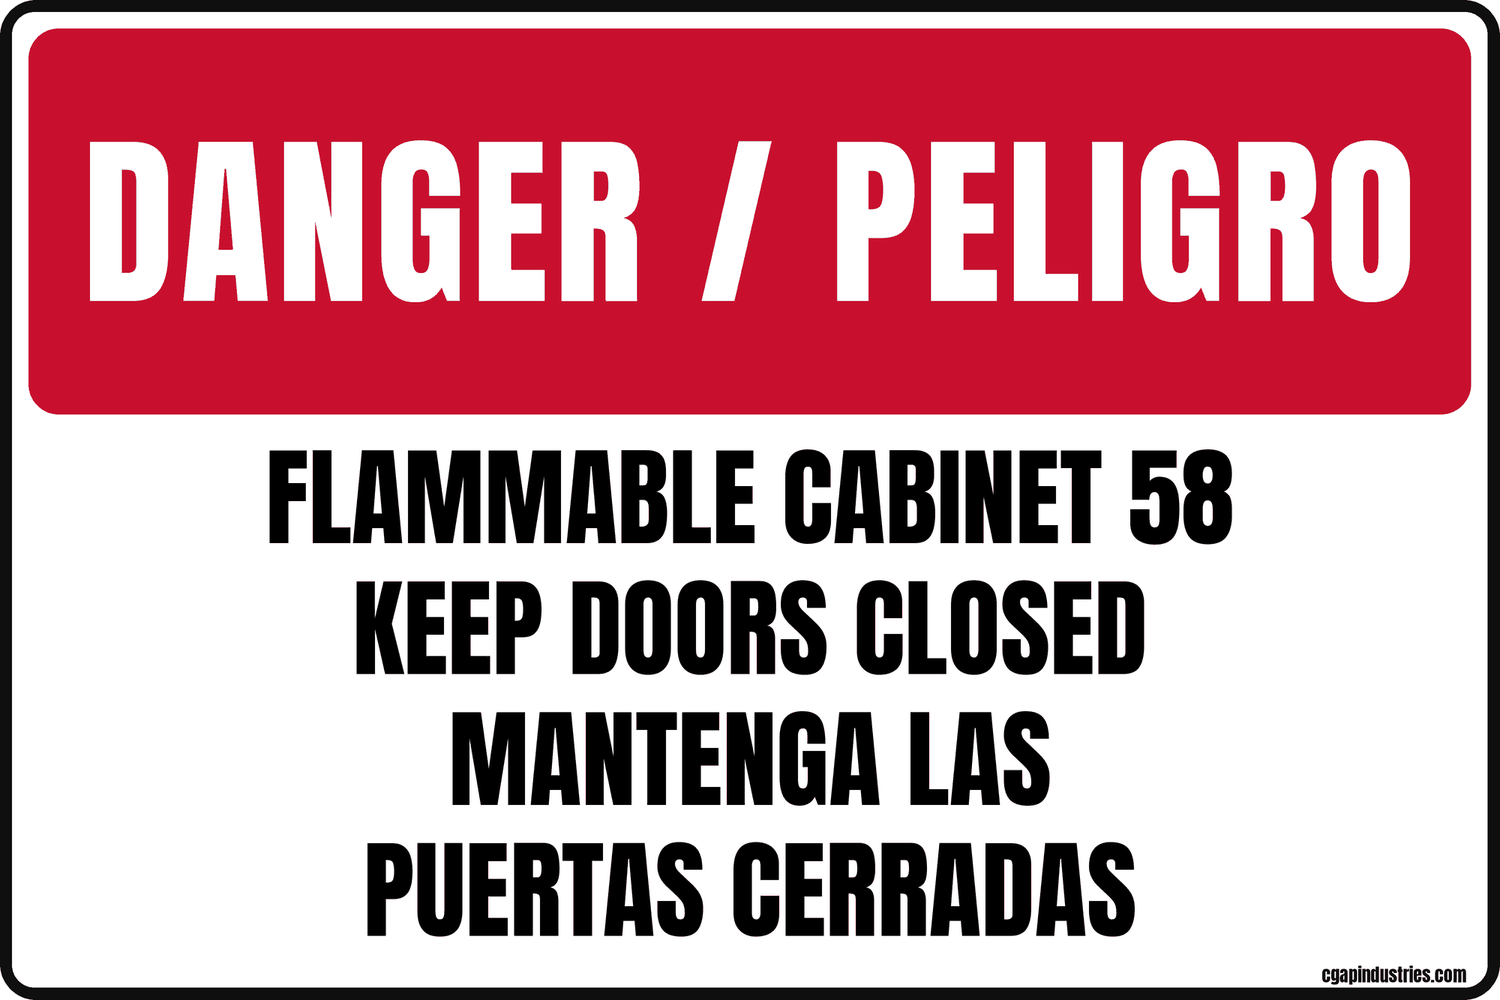 DANGER / PELIGRO
FLAMMABLE CABINET 58
KEEP DOORS CLOSED
MANTENGA LAS
PUERTAS CERRADAS
cgapindustries.com